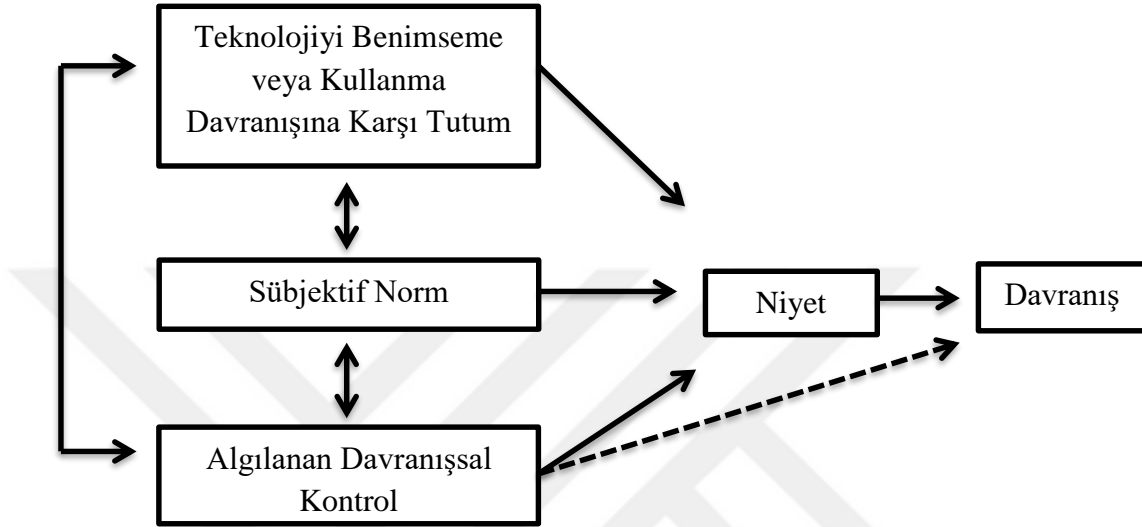 Teknolojiyi Benimseme
veya Kullanma
Davranışına Karşı Tutum
Sübjektif Norm
Niyet
Davranış
Algılanan Davranışsal
Kontrol